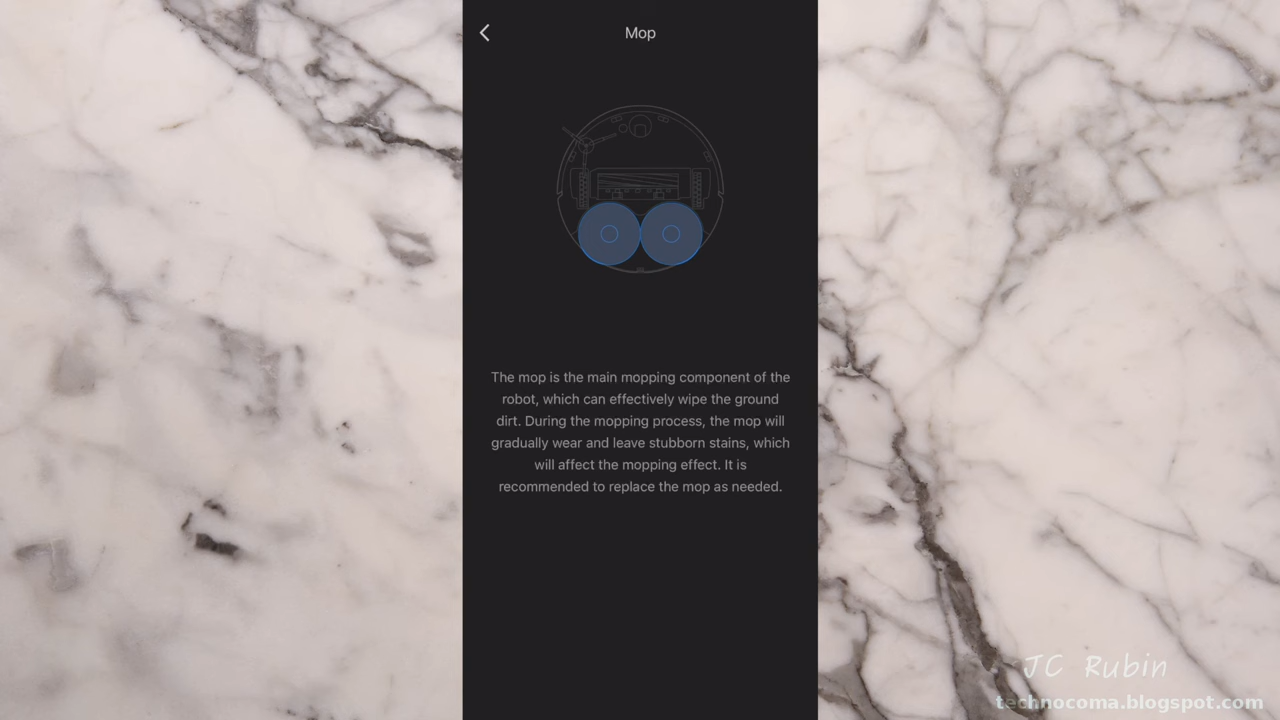 Mop
The mop is the main mopping component of the
robot, which can effectively wipe the ground
dirt. During the mopping process, the mop will
gradually wear and leave stubborn stains, which
will affect the mopping effect. It is
recommended to replace the mop as needed.
JC Rubin
technocoma.blogspot.com